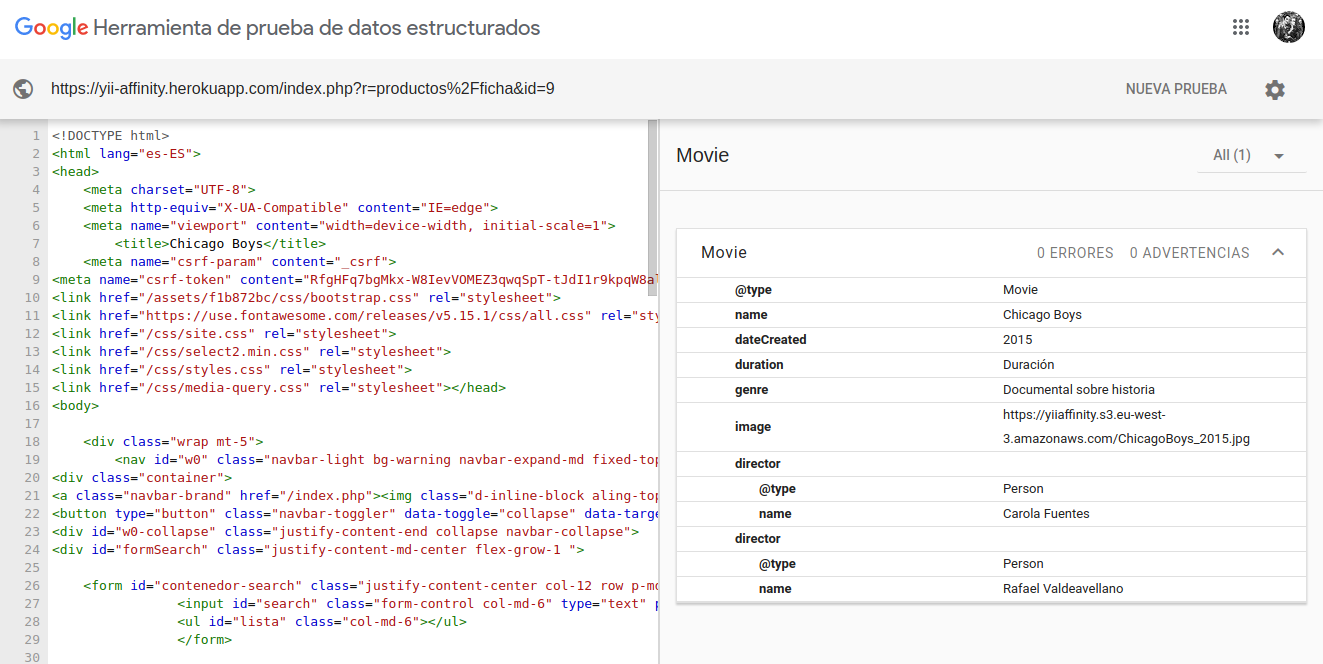 Google Herramienta de prueba de datos estructurados
https://yii-affinity.herokuapp.com/index.php?r=productos%2Fficha&id=9
NUEVA PRUEBA
1 <!DOCTYPE html>
2 <html lang="es-ES">
3 <head>
4 <meta charset="UTF-8">
5 <meta http-equiv="X-UA-Compatible" content="IE=edge">
6 <meta name="viewport" content="width=device-width, initial-scale=1">
7 <title>Chicago Boys</title>
8 <meta name="csrf-param" content="_csrf">
9 <meta name="csrf-token" content="RfgHFq7bgMkx-W8IevVOMEZ3qwqSpT-tJdI1r9kpqW8a
10 <link href="/assets/f1b872bc/css/bootstrap.css" rel="stylesheet">
11 <link href="https://use.fontawesome.com/releases/v5.15.1/css/all.css" rel="sty
12 <link href="/css/site.css" rel="stylesheet">
13 <link href="/css/select2.min.css" rel="stylesheet">
14 <link href="/css/styles.css" rel="stylesheet">
15 <link href="/css/media-query.css" rel="stylesheet"></head>
16 <body>
17
18 <div class="wrap mt-5">
19 <nav id="w0" class="navbar-light bg-warning navbar-expand-md fixed-top
20 <div class="container">
21 <a class="navbar-brand" href="/index.php"><img class="d-inline-block aling-top
22 <button type="button" class="navbar-toggler" data-toggle="collapse" data-targe
23 <div id="w0-collapse" class="justify-content-end collapse navbar-collapse">
24 <div id="formSearch" class="justify-content-md-center flex-grow-1 ">
25
26 <form id="contenedor-search" class="justify-content-center col-12 row p-mo
27 <input id="search" class="form-control col-md-6" type="text" p
28 <ul id="lista" class="col-md-6"></ul>
29 </form>
30
Movie
All (1)
Movie 0 ERRORES 0 ADVERTENCIAS
@type Movie
name Chicago Boys
dateCreated 2015
duration Duración
genre Documental sobre historia
image https://yiiaffinity.s3.eu-west-
3.amazonaws.com/ChicagoBoys_2015.jpg
director
@type Person
name Carola Fuentes
director
@type Person
name Rafael Valdeavellano